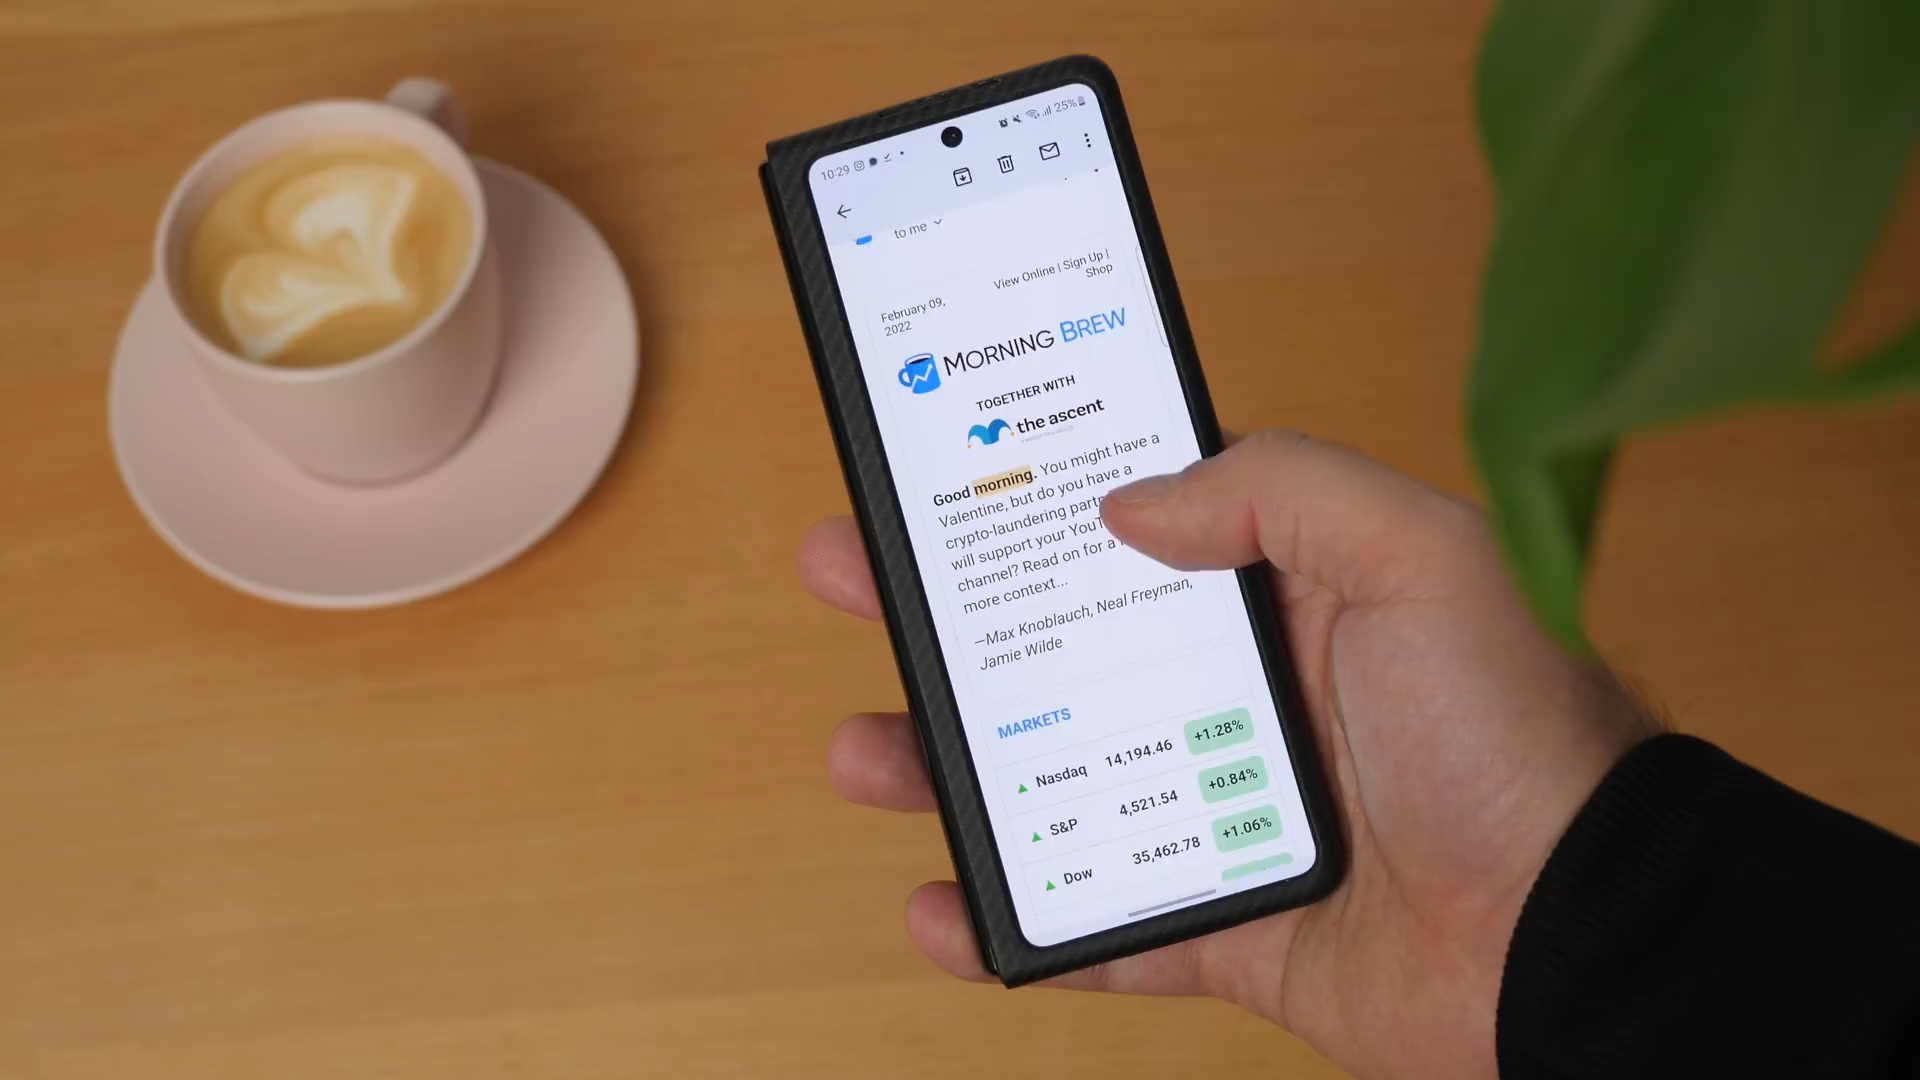 10:29
25%
to me
February 09,
2022
View Online | Sign Up |
Shop
MORNING BREW
TOGETHER WITH
the ascent
Good morning. You might have a
Valentine, but do you have a
crypto-laundering
will support your
channel? Read on for a
more context...
—Max Knoblauch, Neal Freyman,
Jamie Wilde
MARKETS
Nasdaq 14,194.46 +1.28%
S&P 4,521.54 +0.84%
Dow 35,462.78 +1.06%